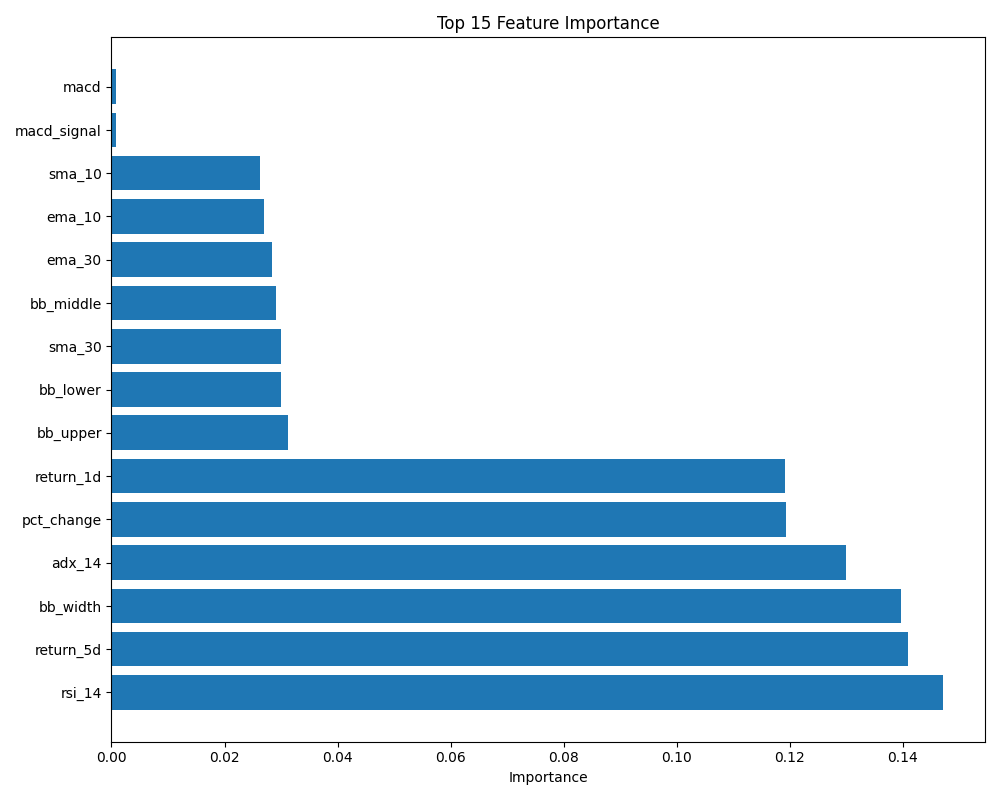 Top 15 Feature Importance
macd
macd_signal
sma_10
ema_10
ema_30
bb_middle
sma_30
bb_lower
bb_upper
return_1d
pct_change
adx_14
bb_width
return_5d
rsi_14
0.00 0.02 0.04 0.06 0.08 0.10 0.12 0.14
Importance